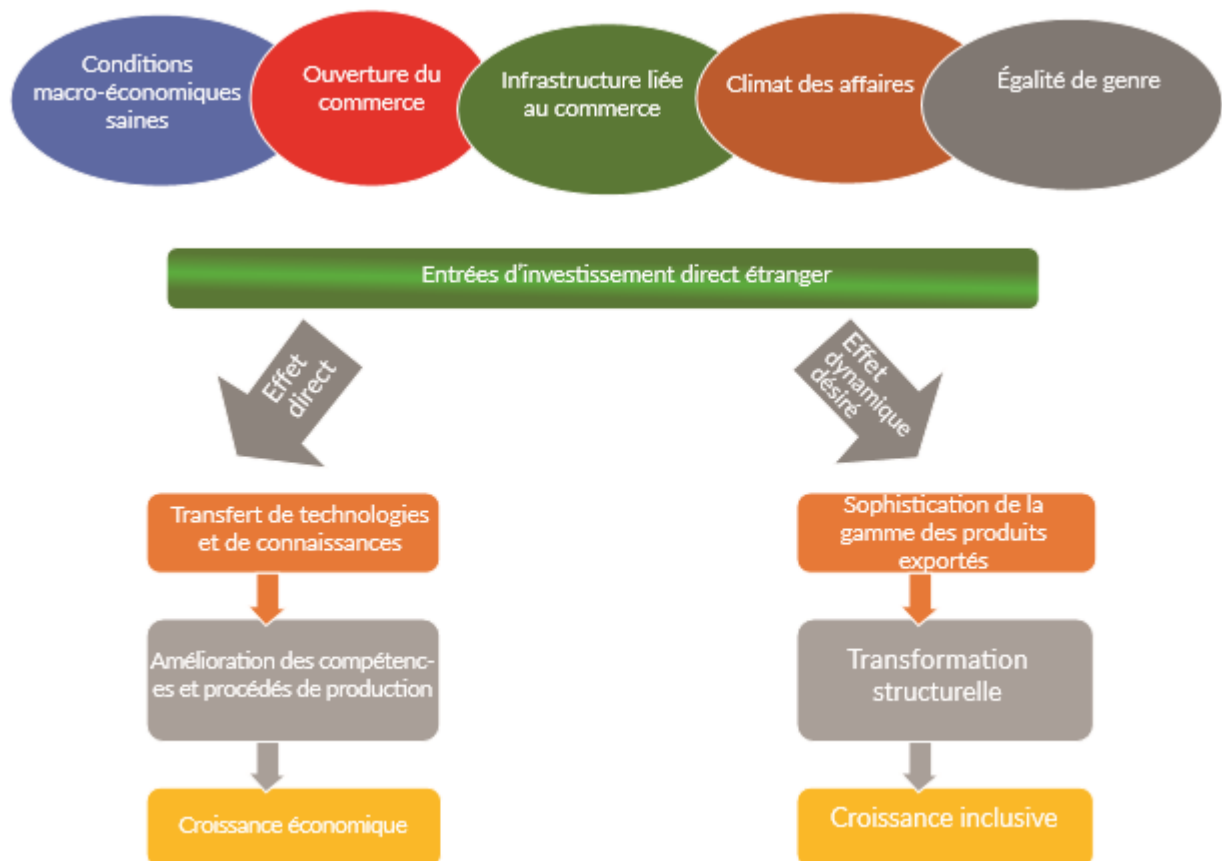 Conditions
macro-économiques
saines
Ouverture du
commerce
Infrastructure liée
au commerce
Climat des affaires
Égalité de genre
Entrées d'investissement direct étranger
Effet
direct
Effet
dynamique
désiré
Transfert de technologies
et de connaissances
Amélioration des compétenc-
es et procédés de production
Croissance économique
Sophistication de la
gamme des produits
exportés
Transformation
structurelle
Croissance inclusive